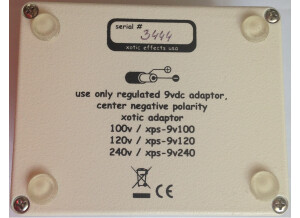 serial #
3444
xotic effects usa
use only regulated 9vdc adaptor,
center negative polarity
xotic adaptor
100v / xps-9v100
120v / xps-9v120
240v / xps-9v240
CE